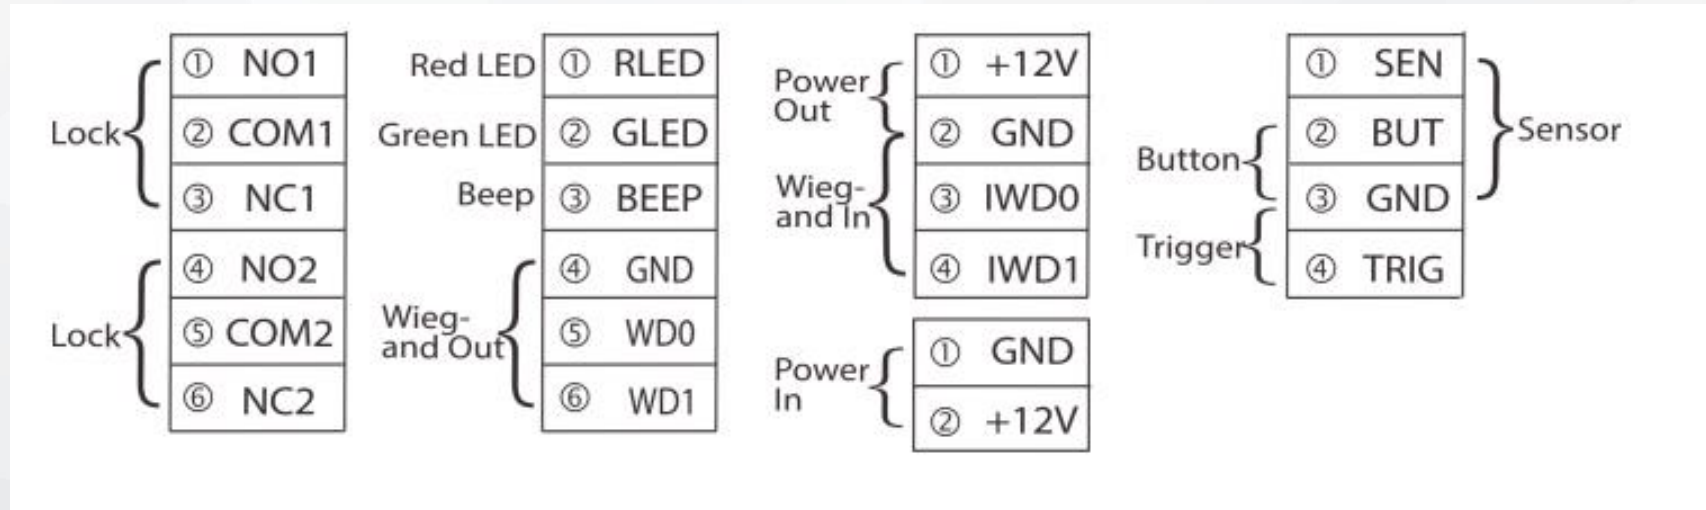 Lock
① NO1
② COM1
③ NC1
Lock
④ NO2
⑤ COM2
⑥ NC2
Red LED ① RLED
Green LED ② GLED
Beep ③ BEEP
Wieg-
and Out
④ GND
⑤ WD0
⑥ WD1
Power
Out
① +12V
② GND
Wieg-
and In
③ IWD0
④ IWD1
Power
In
① GND
② +12V
① SEN
② BUT
③ GND
④ TRIG
Button
Trigger
Sensor